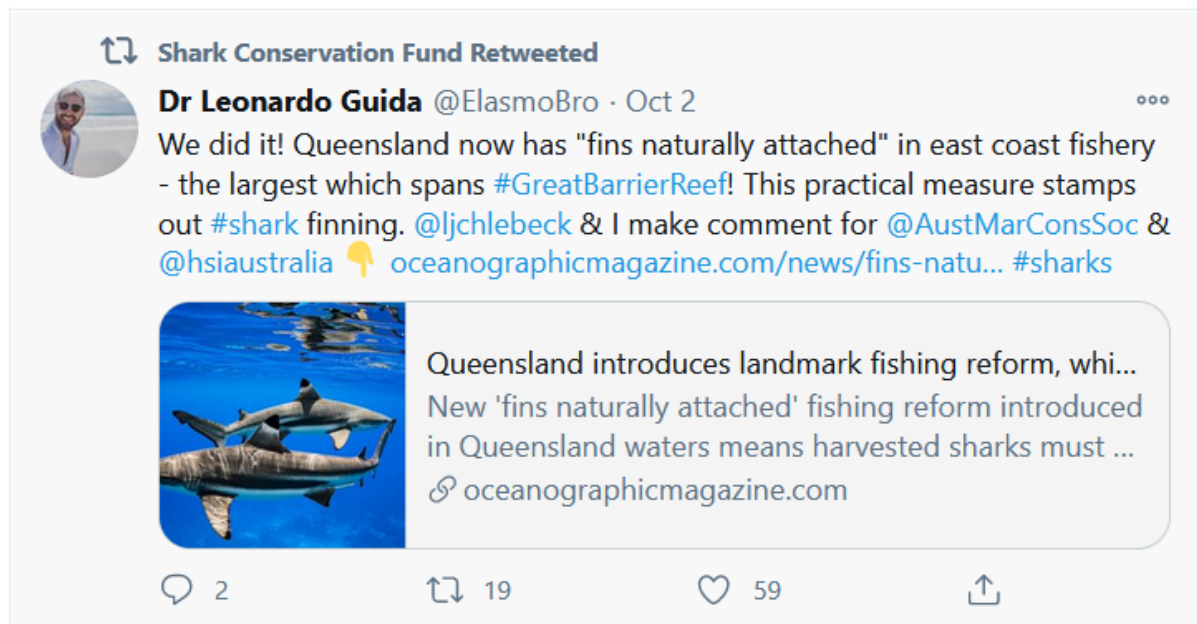 Shark Conservation Fund Retweeted
Dr Leonardo Guida @ElasmoBro · Oct 2
We did it! Queensland now has "fins naturally attached" in east coast fishery
- the largest which spans #GreatBarrierReef! This practical measure stamps
out #shark finning. @ljchlebeck & I make comment for @AustMarConsSoc &
@hsiaustralia 👇 oceanographicmagazine.com/news/fins-natu... #sharks
Queensland introduces landmark fishing reform, whi...
New 'fins naturally attached' fishing reform introduced
in Queensland waters means harvested sharks must ...
oceanographicmagazine.com
2 19 59